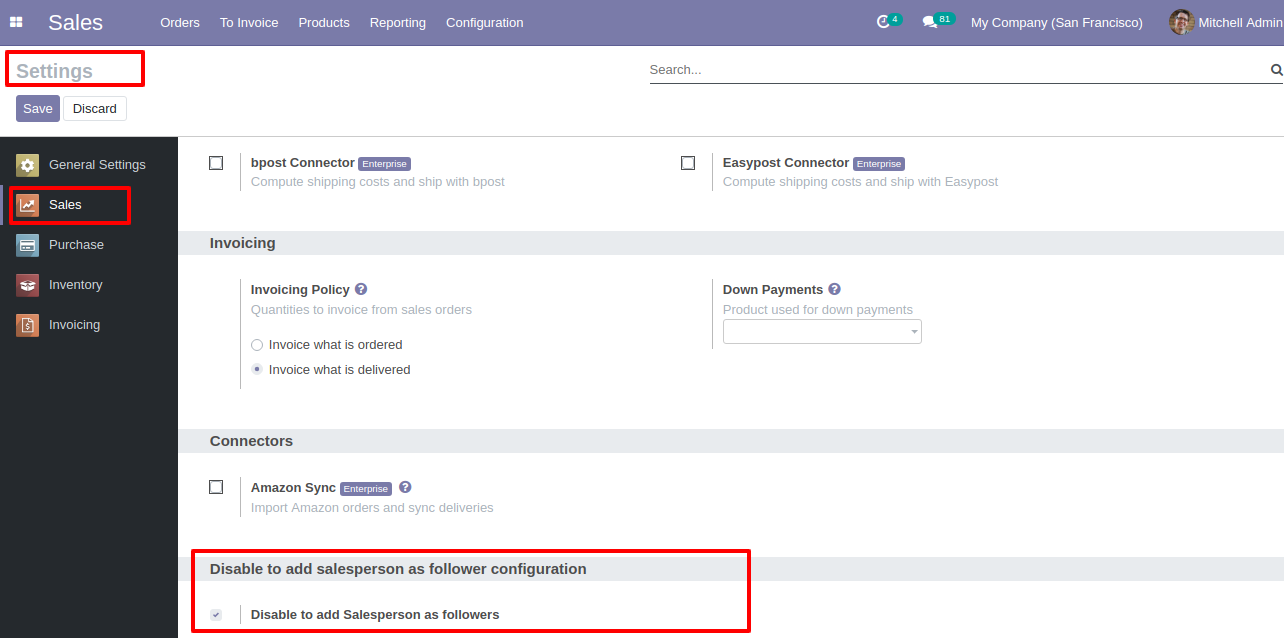 Sales Orders To Invoice Products Reporting Configuration 4 81 My Company (San Francisco) Mitchell Admin
Settings
Search...
Save Discard
General Settings
Sales
Purchase
Inventory
Invoicing
bpost Connector Enterprise
Compute shipping costs and ship with bpost
Easypost Connector Enterprise
Compute shipping costs and ship with Easypost
Invoicing
Invoicing Policy ?
Quantities to invoice from sales orders
Invoice what is ordered
Invoice what is delivered
Down Payments ?
Product used for down payments
Connectors
Amazon Sync Enterprise ?
Import Amazon orders and sync deliveries
Disable to add salesperson as follower configuration
Disable to add Salesperson as followers